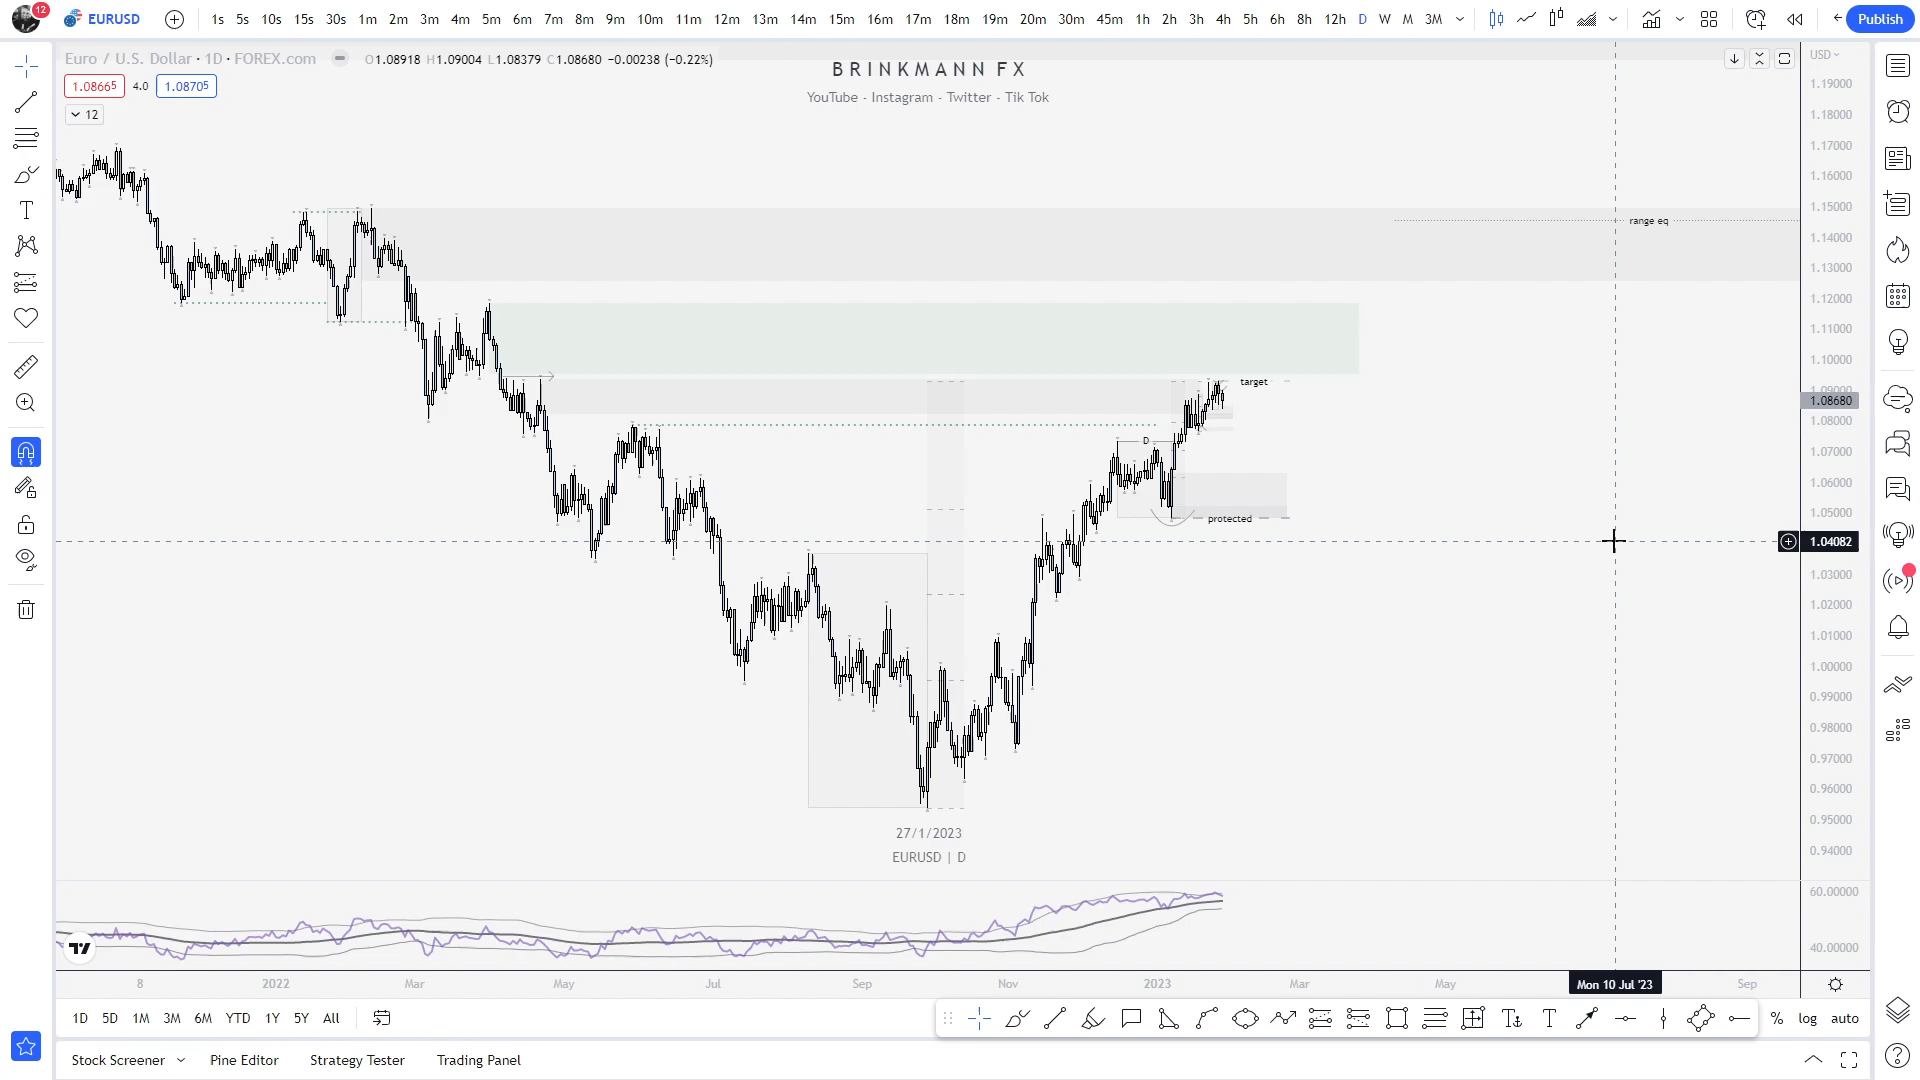 12
EURUSD
1s 5s 10s 15s 30s 1m 2m 3m 4m 5m 6m 7m 8m 9m 10m 11m 12m 13m 14m 15m 16m 17m 18m 19m 20m 30m 45m 1h 2h 3h 4h 5h 6h 8h 12h D W M 3M
Publish
Euro / U.S. Dollar · 1D · FOREX.com
O1.08918 H1.09004 L1.08379 C1.08680 −0.00238 (−0.22%)
1.08665 4.0 1.08705
12
BRINKMANN FX
YouTube - Instagram - Twitter - Tik Tok
USD
1.19000
1.18000
1.17000
1.16000
1.15000
range eq
1.14000
1.13000
1.12000
1.11000
1.10000
target
1.09000
1.08680
1.08000
D
1.07000
1.06000
1.05000
protected
1.04082
1.03000
1.02000
1.01000
1.00000
0.99000
0.98000
0.97000
0.96000
0.95000
0.94000
27/1/2023
EURUSD | D
60.00000
40.00000
8 2022 Mar May Jul Sep Nov 2023 Mar May Mon 10 Jul '23 Sep
1D 5D 1M 3M 6M YTD 1Y 5Y All
% log auto
Stock Screener Pine Editor Strategy Tester Trading Panel